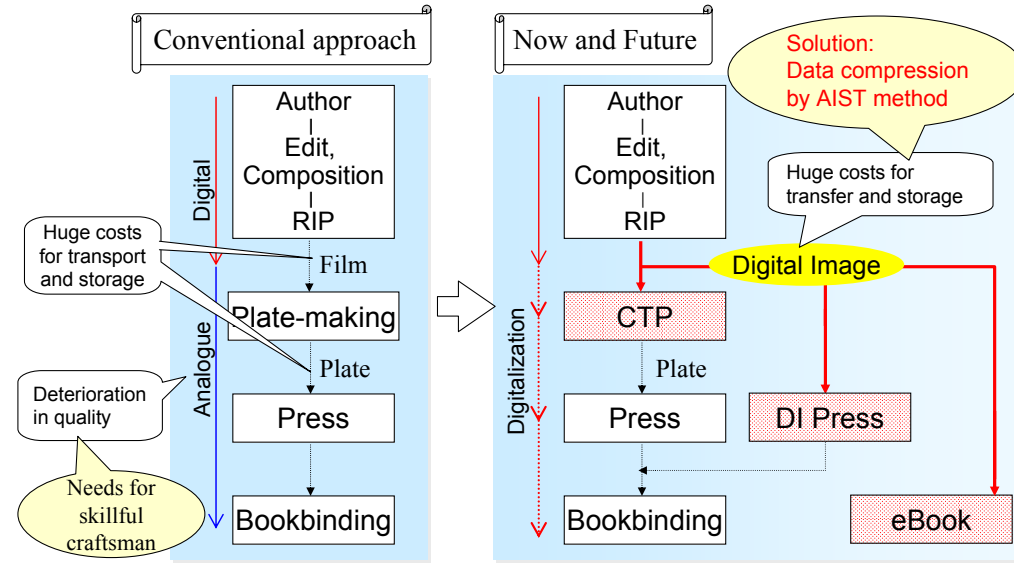 Conventional approach
Author
Edit,
Composition
RIP
Digital
Huge costs
for transport
and storage
Film
Plate-making
Plate
Analogue
Deterioration
in quality
Press
Needs for
skillful
craftsman
Bookbinding
Now and Future
Solution:
Data compression
by AIST method
Author
Edit,
Composition
RIP
Huge costs for
transfer and storage
Digital Image
CTP
Digitalization
Plate
Press
DI Press
Bookbinding
eBook